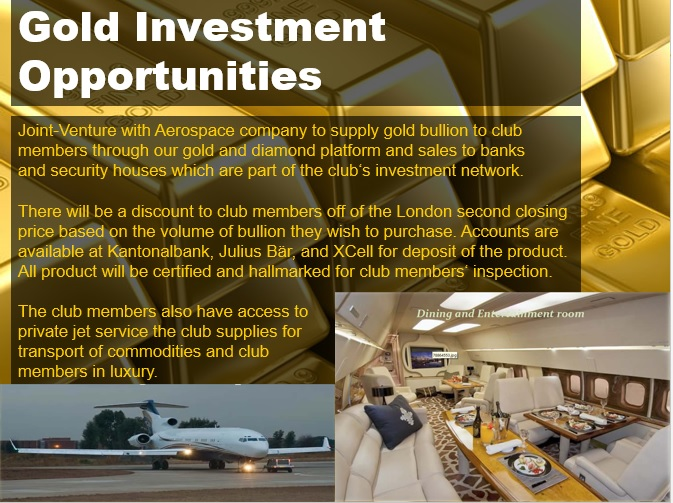 Gold Investment
Opportunities
Joint-Venture with Aerospace company to supply gold bullion to club
members through our gold and diamond platform and sales to banks
and security houses which are part of the club‘s investment network.
There will be a discount to club members off of the London second closing
price based on the volume of bullion they wish to purchase. Accounts are
available at Kantonalbank, Julius Bär, and XCell for deposit of the product.
All product will be certified and hallmarked for club members‘ inspection.
The club members also have access to
private jet service the club supplies for
transport of commodities and club
members in luxury.
Dining and Entertainment room
FINE
GOLD